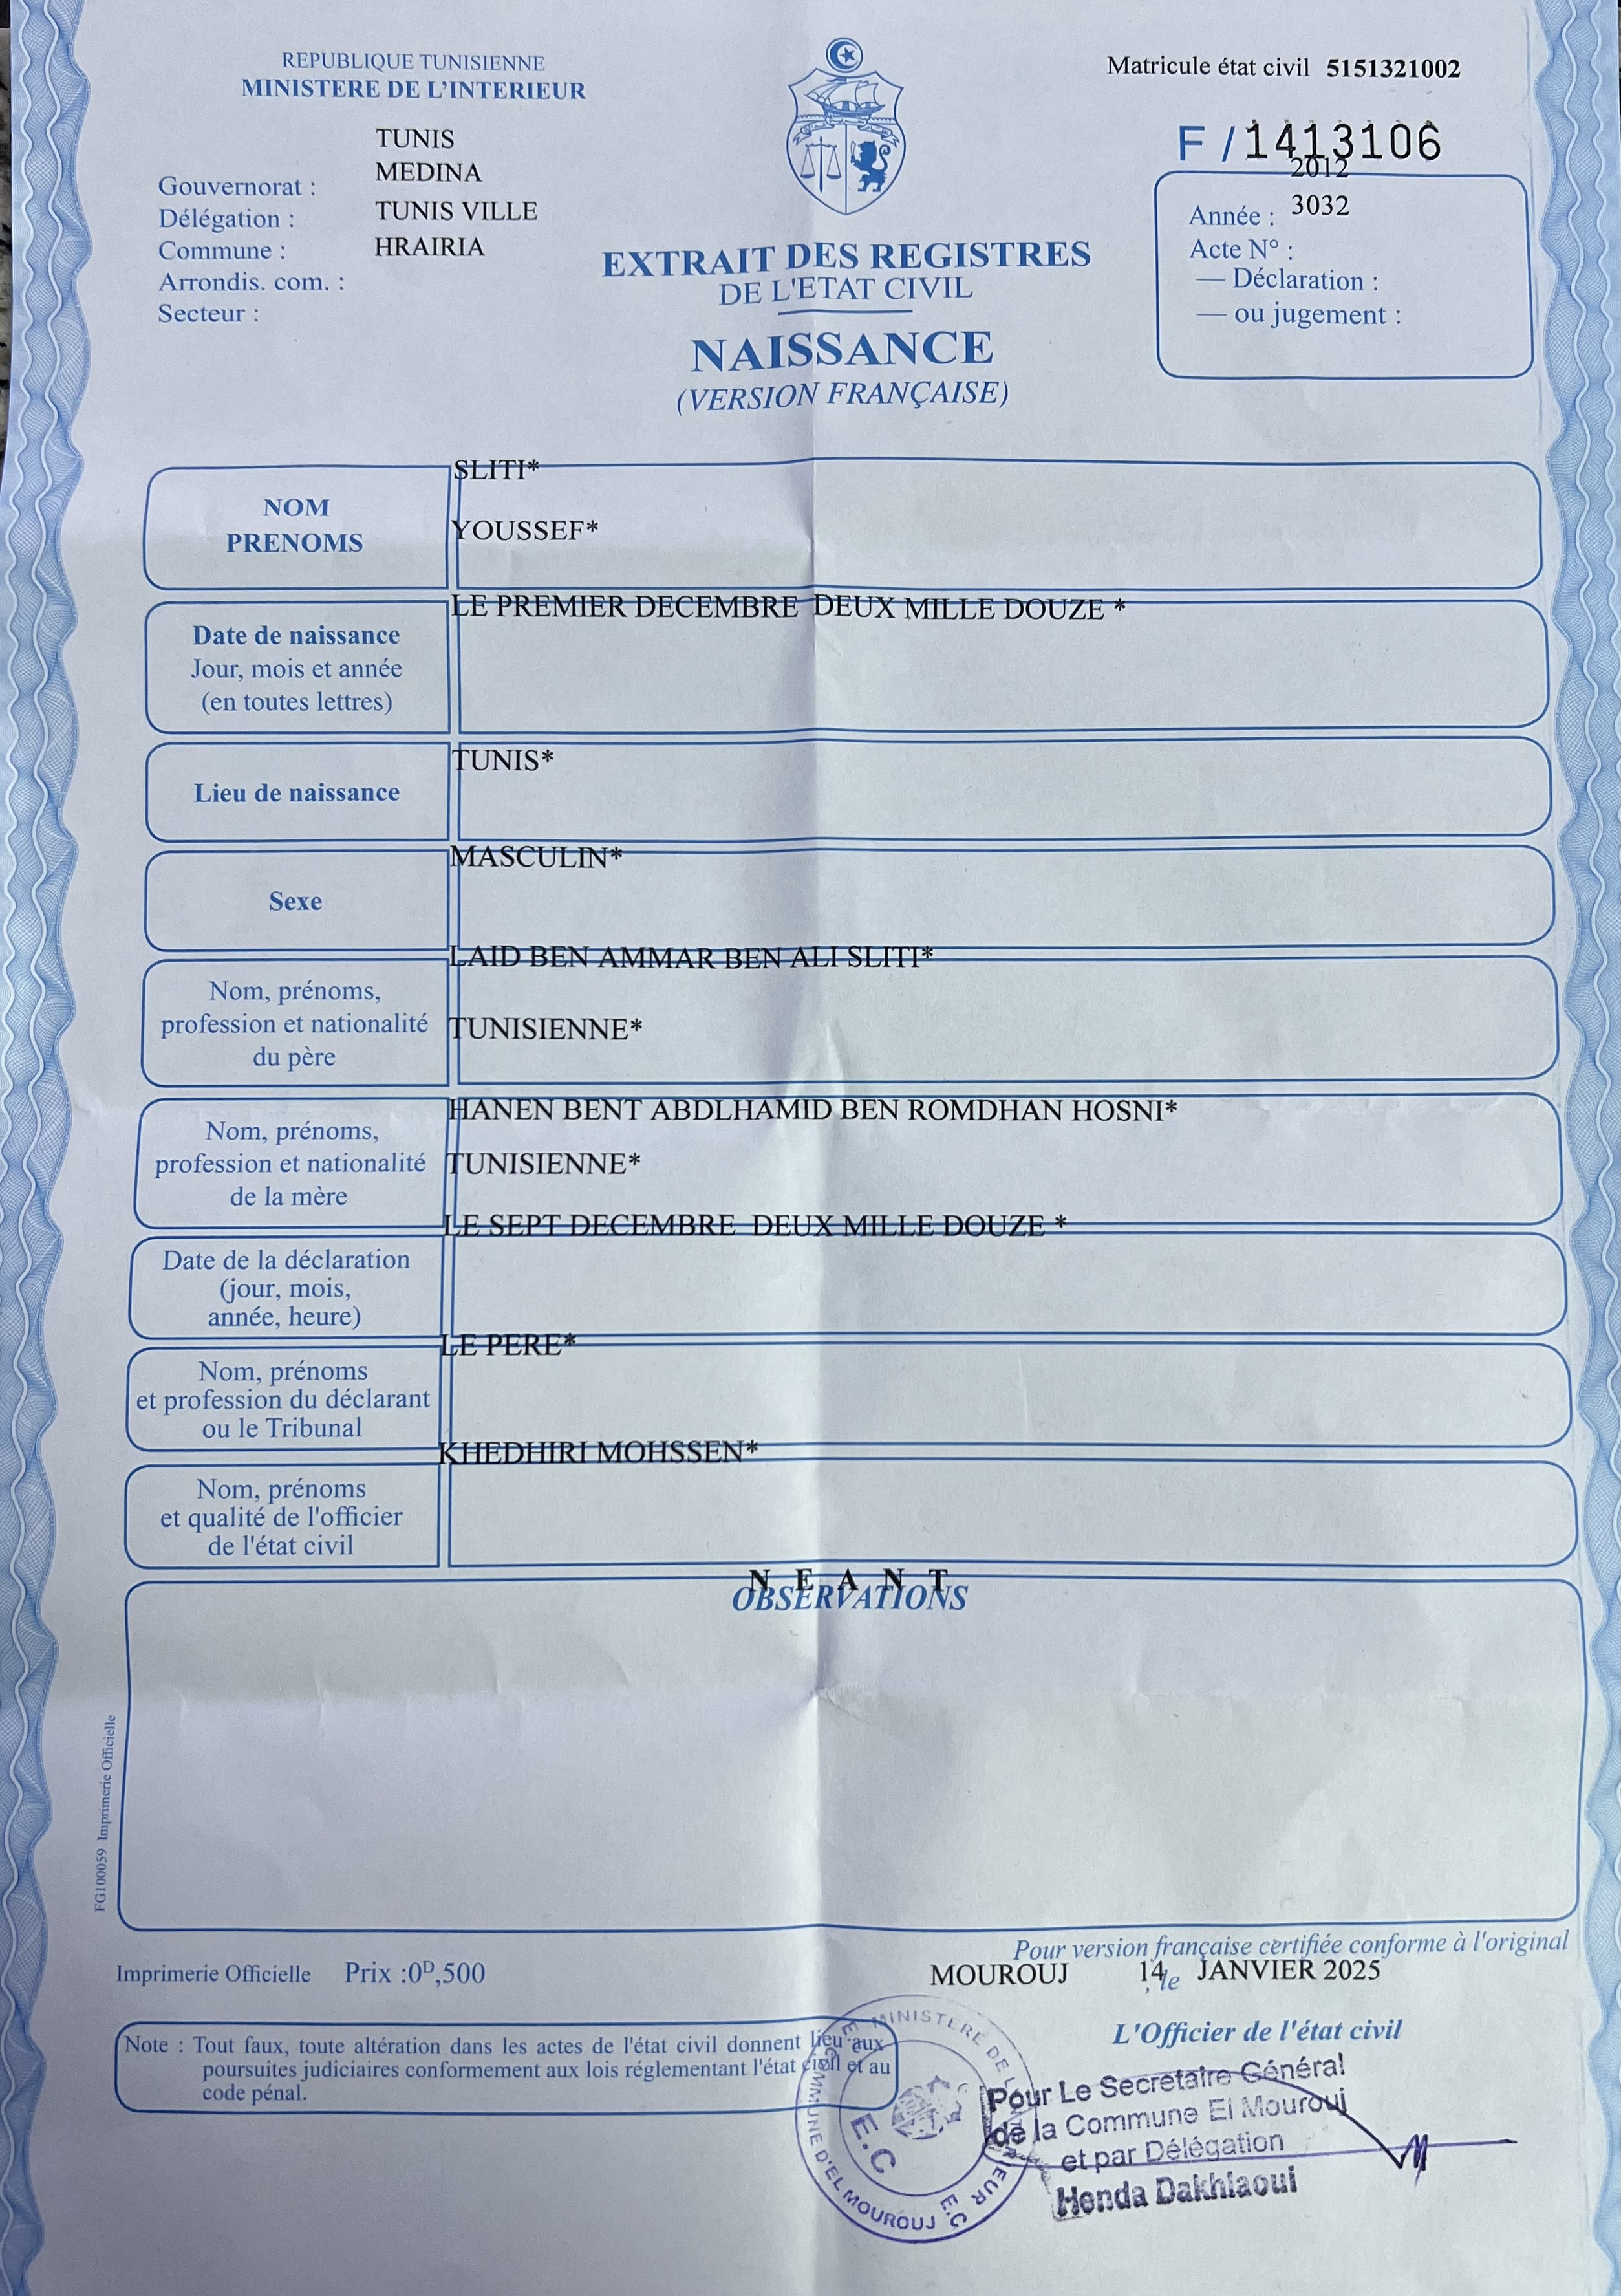 REPUBLIQUE TUNISIENNE
MINISTERE DE L'INTERIEUR
Matricule état civil 5151321002
F / 1413106
TUNIS
MEDINA
TUNIS VILLE
HRAIRIA
Gouvernorat :
Délégation :
Commune :
Arrondis. com. :
Secteur :
EXTRAIT DES REGISTRES
DE L'ETAT CIVIL
NAISSANCE
(VERSION FRANÇAISE)
2012
Année : 3032
Acte N° :
— Déclaration :
— ou jugement :
NOM
PRENOMS
SLITI*
YOUSSEF*
Date de naissance
Jour, mois et année
(en toutes lettres)
LE PREMIER DECEMBRE DEUX MILLE DOUZE *
Lieu de naissance
TUNIS*
Sexe
MASCULIN*
Nom, prénoms,
profession et nationalité
du père
LAID BEN AMMAR BEN ALI SLITI*
TUNISIENNE*
Nom, prénoms,
profession et nationalité
de la mère
HANEN BENT ABDLHAMID BEN ROMDHAN HOSNI*
TUNISIENNE*
Date de la déclaration
(jour, mois,
année, heure)
LE SEPT DECEMBRE DEUX MILLE DOUZE *
Nom, prénoms
et profession du déclarant
ou le Tribunal
LE PERE*
Nom, prénoms
et qualité de l'officier
de l'état civil
KHEDHIRI MOHSSEN*
N E A N T
OBSERVATIONS
FG100059 Imprimerie Officielle
Pour version française certifiée conforme à l'original
Imprimerie Officielle Prix :0D,500
MOUROUJ , 14 le JANVIER 2025
L'Officier de l'état civil
Note : Tout faux, toute altération dans les actes de l'état civil donnent lieu aux
poursuites judiciaires conformement aux lois réglementant l'état civil et au
code pénal.
MINISTERE DE
COMMUNE D'EL MOUROUJ
E.C
E.C
Pour Le Secrétaire Général
de la Commune El Mourouj
et par Délégation
Henda Dakhlaoui